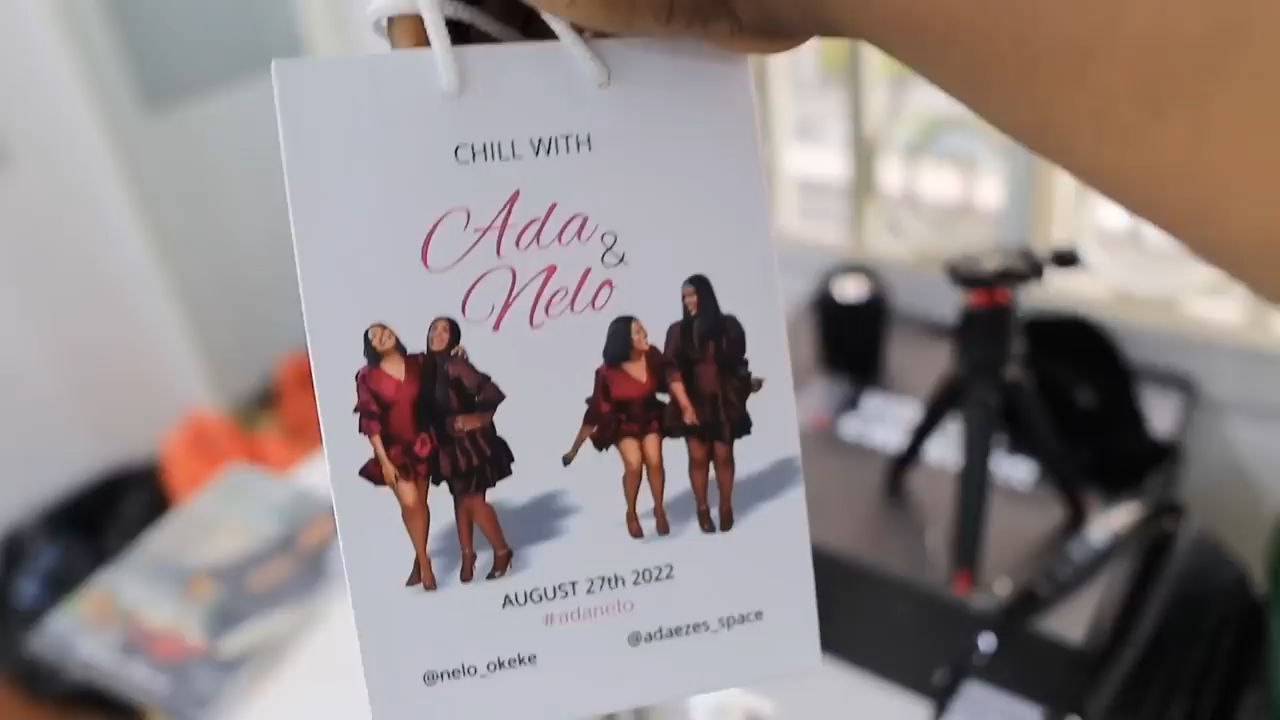 CHILL WITH
Ada &
Nelo
AUGUST 27th 2022
#adanelo
@adaezes_space
@nelo_okeke